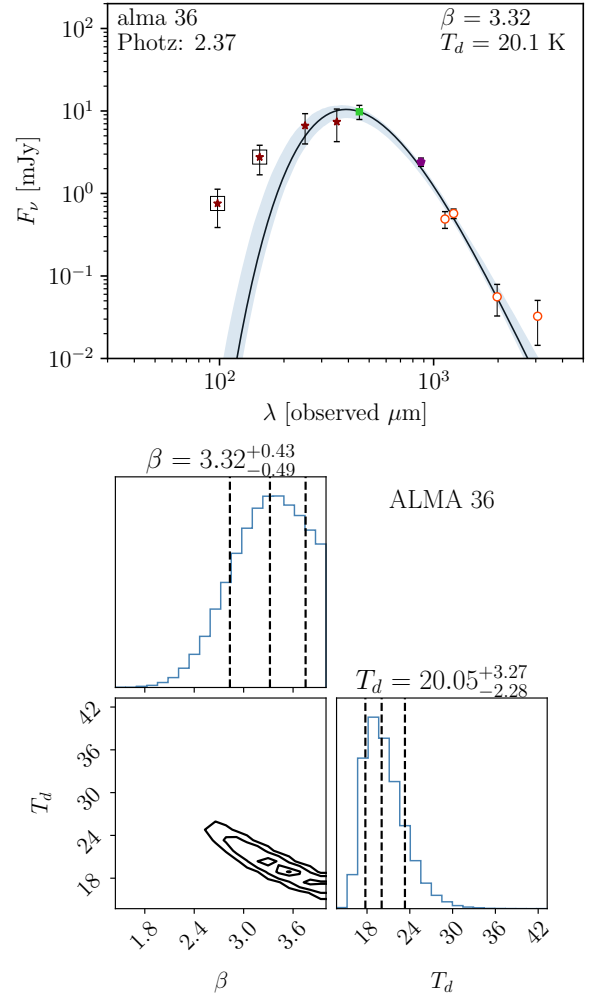 alma 36
Photz: 2.37
β = 3.32
T_d = 20.1 K
10^2
10^1
10^0
10^{-1}
10^{-2}
F_ν [mJy]
10^2
10^3
λ [observed μm]
β = 3.32^{+0.43}_{-0.49}
ALMA 36
T_d = 20.05^{+3.27}_{-2.28}
42
36
30
24
18
T_d
1.8
2.4
3.0
3.6
β
18
24
30
36
42
T_d